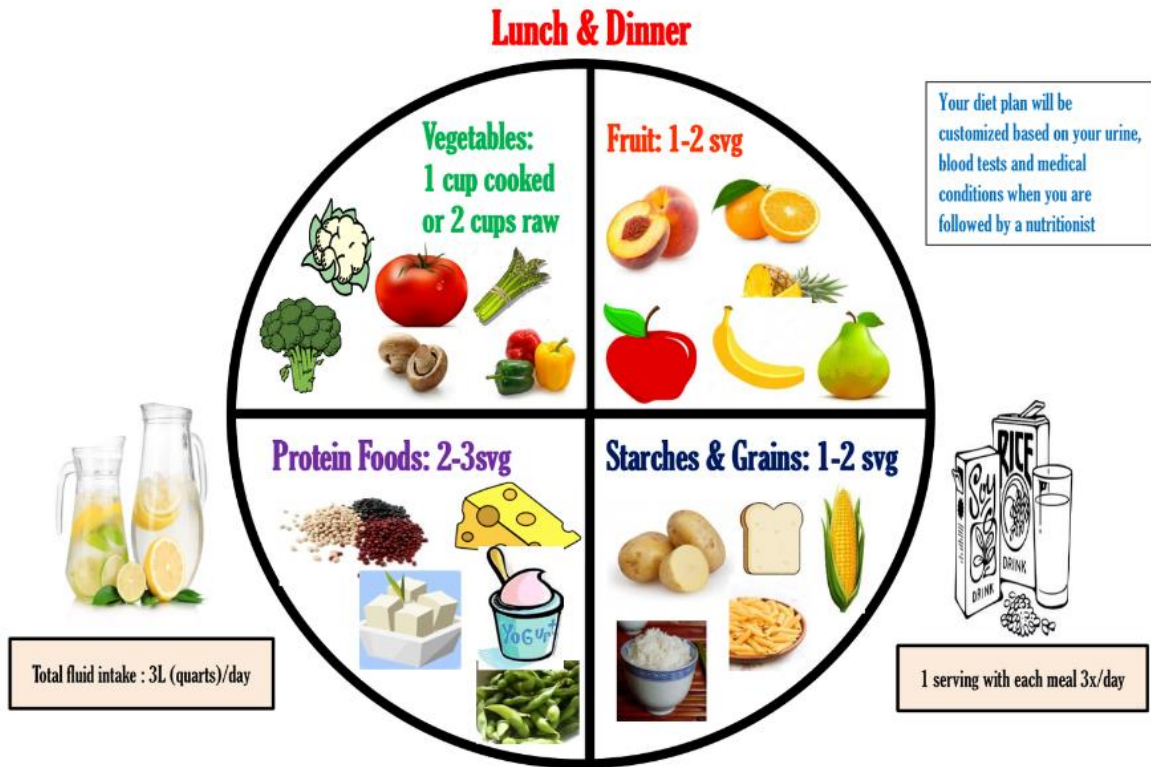 Lunch & Dinner
Vegetables:
1 cup cooked
or 2 cups raw
Fruit: 1-2 svg
Your diet plan will be
customized based on your urine,
blood tests and medical
conditions when you are
followed by a nutritionist
Protein Foods: 2-3svg
Starches & Grains: 1-2 svg
YOGURT
RICE
DRINK
Soy
DRINK
Total fluid intake : 3L (quarts)/day
1 serving with each meal 3x/day